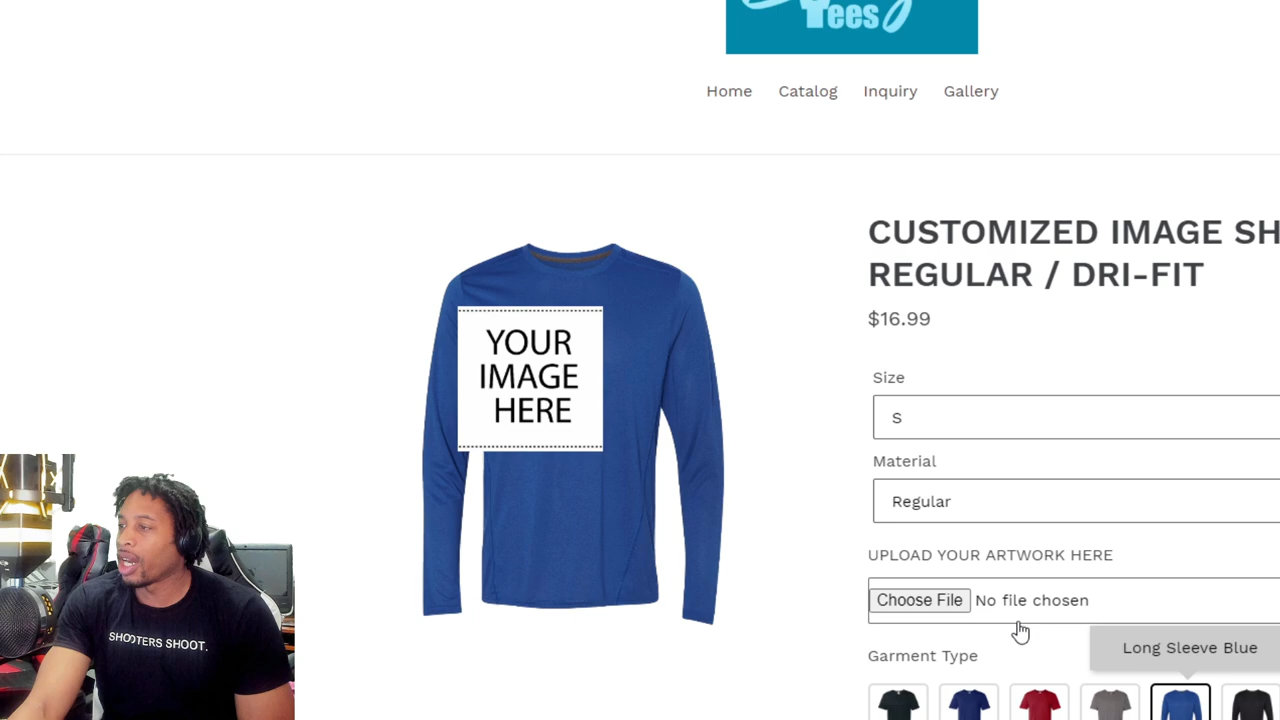 Tees
Home Catalog Inquiry Gallery
CUSTOMIZED IMAGE SH
REGULAR / DRI-FIT
$16.99
YOUR
IMAGE
HERE
Size
S
Material
Regular
UPLOAD YOUR ARTWORK HERE
Choose File No file chosen
Long Sleeve Blue
Garment Type
SHOOTERS SHOOT.